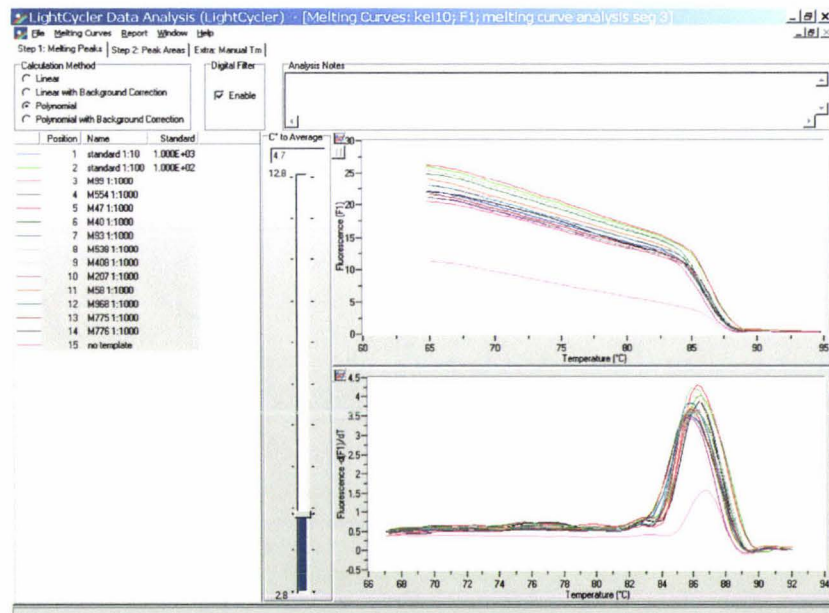 LightCycler Data Analysis (LightCycler) - [Melting Curves: kel10; F1; melting curve analysis seg 3]
File Melting Curves Report Window Help
Step 1: Melting Peaks Step 2: Peak Areas Extra: Manual Tm
Calculation Method
Linear
Linear with Background Correction
Polynomial
Polynomial with Background Correction
Digital Filter
Enable
Analysis Notes
Position Name Standard
1 standard 1:10 1.000E+03
2 standard 1:100 1.000E+02
3 M99 1:1000
4 M554 1:1000
5 M47 1:1000
6 M40 1:1000
7 M93 1:1000
8 M538 1:1000
9 M408 1:1000
10 M207 1:1000
11 M58 1:1000
12 M968 1:1000
13 M775 1:1000
14 M776 1:1000
15 no template
C° to Average
4.7
12.8
2.8
Fluorescence (F1)
30
25
20
15
10
5
0
60 65 70 75 80 85 90 95
Temperature (°C)
Fluorescence -d(F1)/dT
4.5
4
3.5
3
2.5
2
1.5
1
0.5
0
-0.5
66 68 70 72 74 76 78 80 82 84 86 88 90 92 94
Temperature (°C)